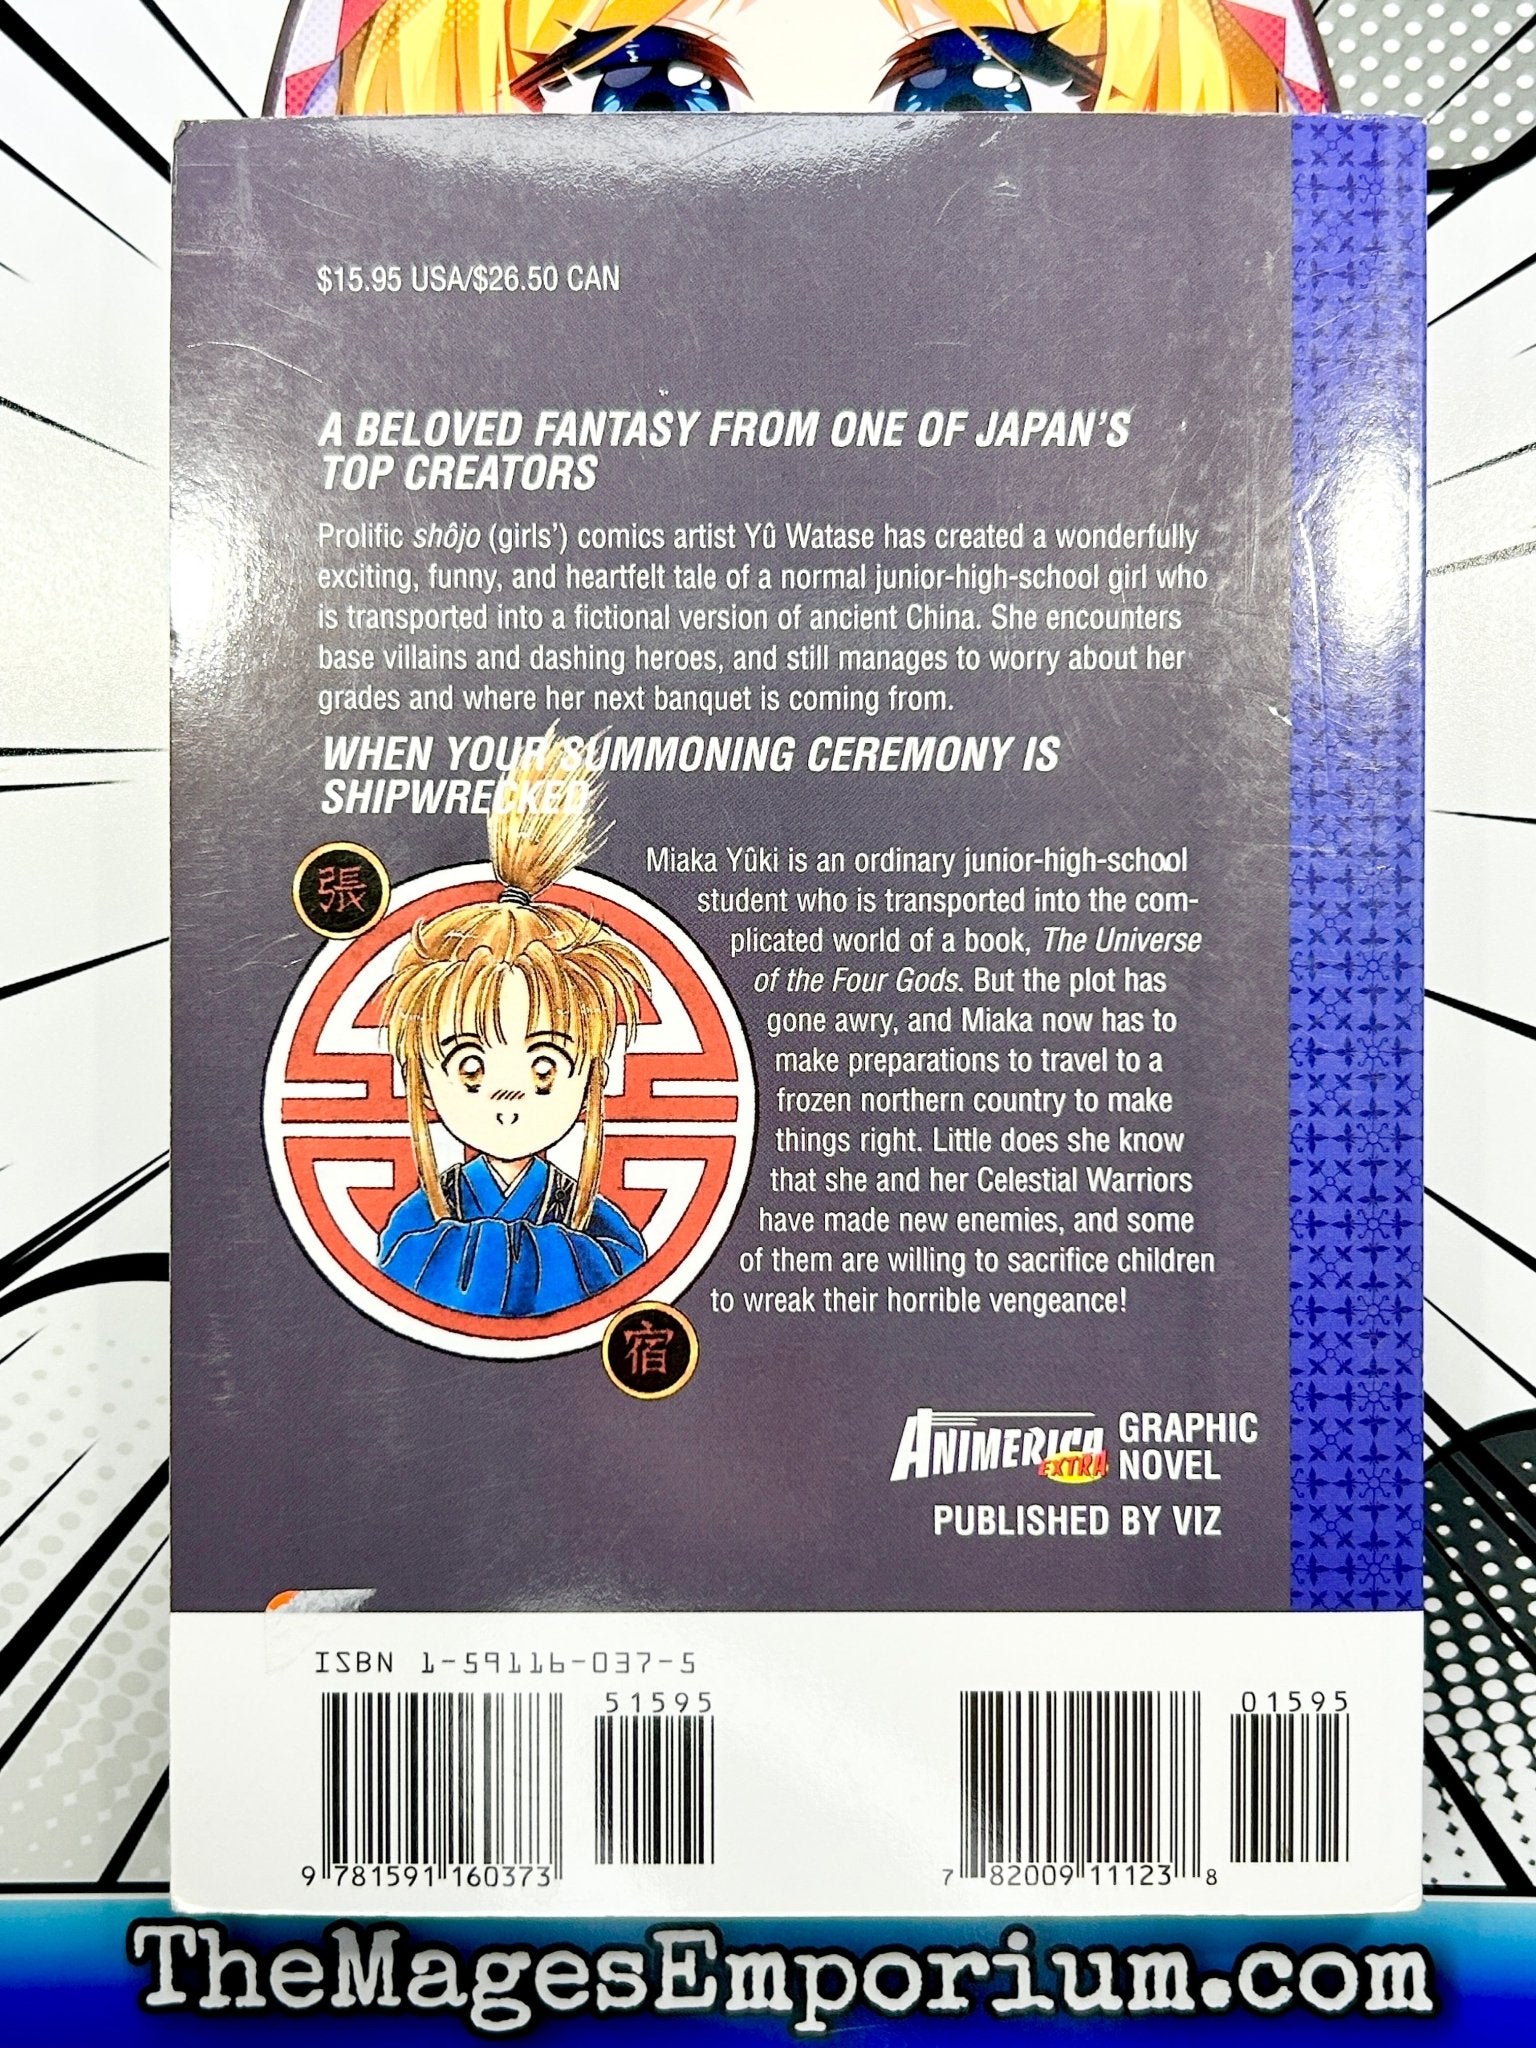 $15.95 USA/$26.50 CAN
A BELOVED FANTASY FROM ONE OF JAPAN'S
TOP CREATORS
Prolific shôjo (girls') comics artist Yû Watase has created a wonderfully
exciting, funny, and heartfelt tale of a normal junior-high-school girl who
is transported into a fictional version of ancient China. She encounters
base villains and dashing heroes, and still manages to worry about her
grades and where her next banquet is coming from.
WHEN YOUR SUMMONING CEREMONY IS
SHIPWRECKED
張
Miaka Yûki is an ordinary junior-high-school
student who is transported into the com-
plicated world of a book, The Universe
of the Four Gods. But the plot has
gone awry, and Miaka now has to
make preparations to travel to a
frozen northern country to make
things right. Little does she know
that she and her Celestial Warriors
have made new enemies, and some
of them are willing to sacrifice children
to wreak their horrible vengeance!
宿
ANIMERICA EXTRA GRAPHIC
NOVEL
PUBLISHED BY VIZ
ISBN 1-59116-037-5
51595
01595
9 781591 160373
7 82009 11123 8
TheMagesEmporium.com